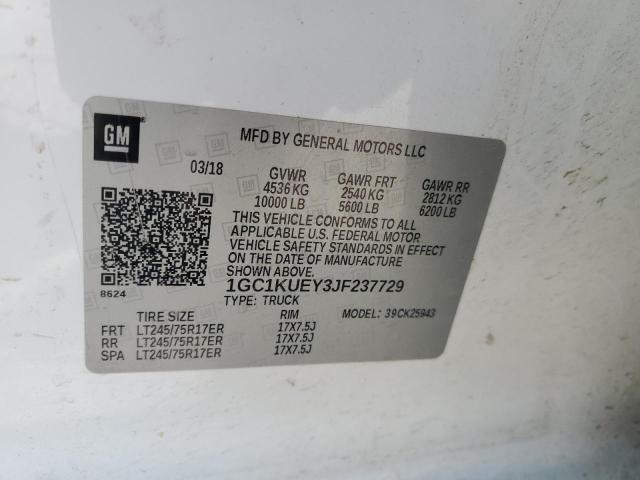 GM
MFD BY GENERAL MOTORS LLC
03/18 GVWR GAWR FRT GAWR RR
4536 KG 2540 KG 2812 KG
10000 LB 5600 LB 6200 LB
THIS VEHICLE CONFORMS TO ALL
APPLICABLE U.S. FEDERAL MOTOR
VEHICLE SAFETY STANDARDS IN EFFECT
ON THE DATE OF MANUFACTURE
SHOWN ABOVE.
8624 1GC1KUEY3JF237729
TYPE: TRUCK
TIRE SIZE RIM MODEL: 39CK25943
FRT LT245/75R17ER 17X7.5J
RR LT245/75R17ER 17X7.5J
SPA LT245/75R17ER 17X7.5J